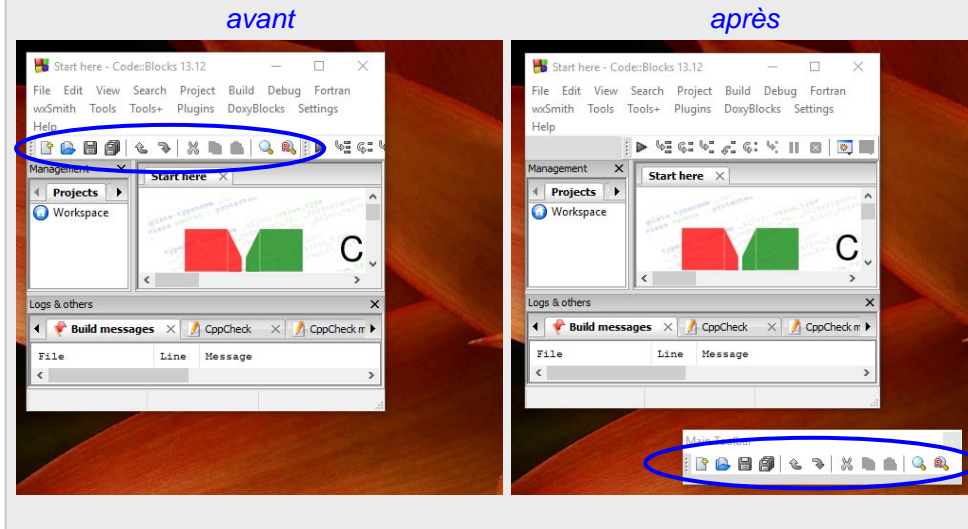 avant
après
Start here - Code::Blocks 13.12
File Edit View Search Project Build Debug Fortran
wxSmith Tools Tools+ Plugins DoxyBlocks Settings
Help
Management X
Start here
Projects
Workspace
C
Logs & others
Build messages CppCheck CppCheck m
File Line Message
Start here - Code::Blocks 13.12
File Edit View Search Project Build Debug Fortran
wxSmith Tools Tools+ Plugins DoxyBlocks Settings
Help
Management X
Start here
Projects
Workspace
C
Logs & others
Build messages CppCheck CppCheck m
File Line Message
Main Toolbar